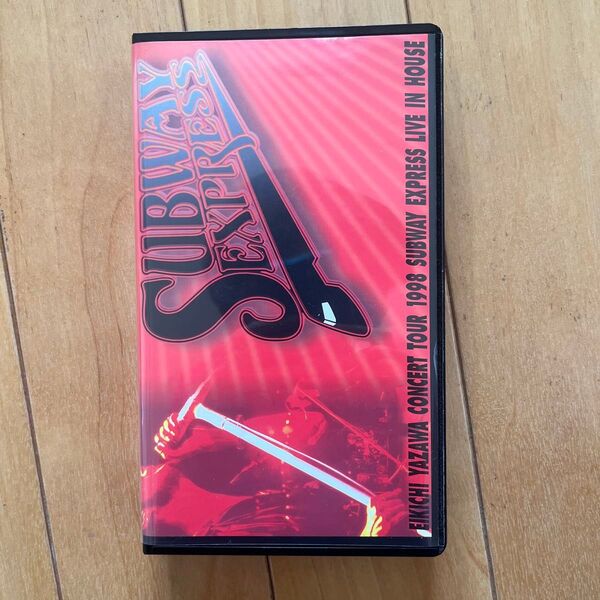 SUBWAY
EXPRESS
EIKICHI YAZAWA CONCERT TOUR 1998 SUBWAY EXPRESS LIVE IN HOUSE